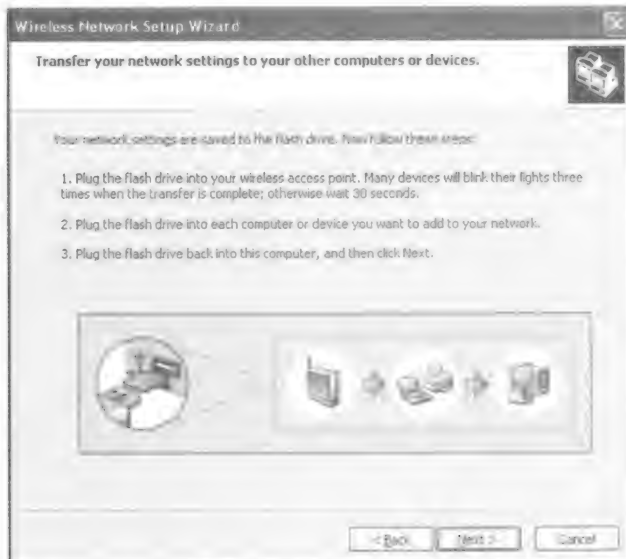 Wireless Network Setup Wizard
Transfer your network settings to your other computers or devices.
Your network settings are saved to the flash drive. Now follow these steps:
1. Plug the flash drive into your wireless access point. Many devices will blink their lights three
times when the transfer is complete; otherwise wait 30 seconds.
2. Plug the flash drive into each computer or device you want to add to your network.
3. Plug the flash drive back into this computer, and then click Next.
< Back
Next >
Cancel